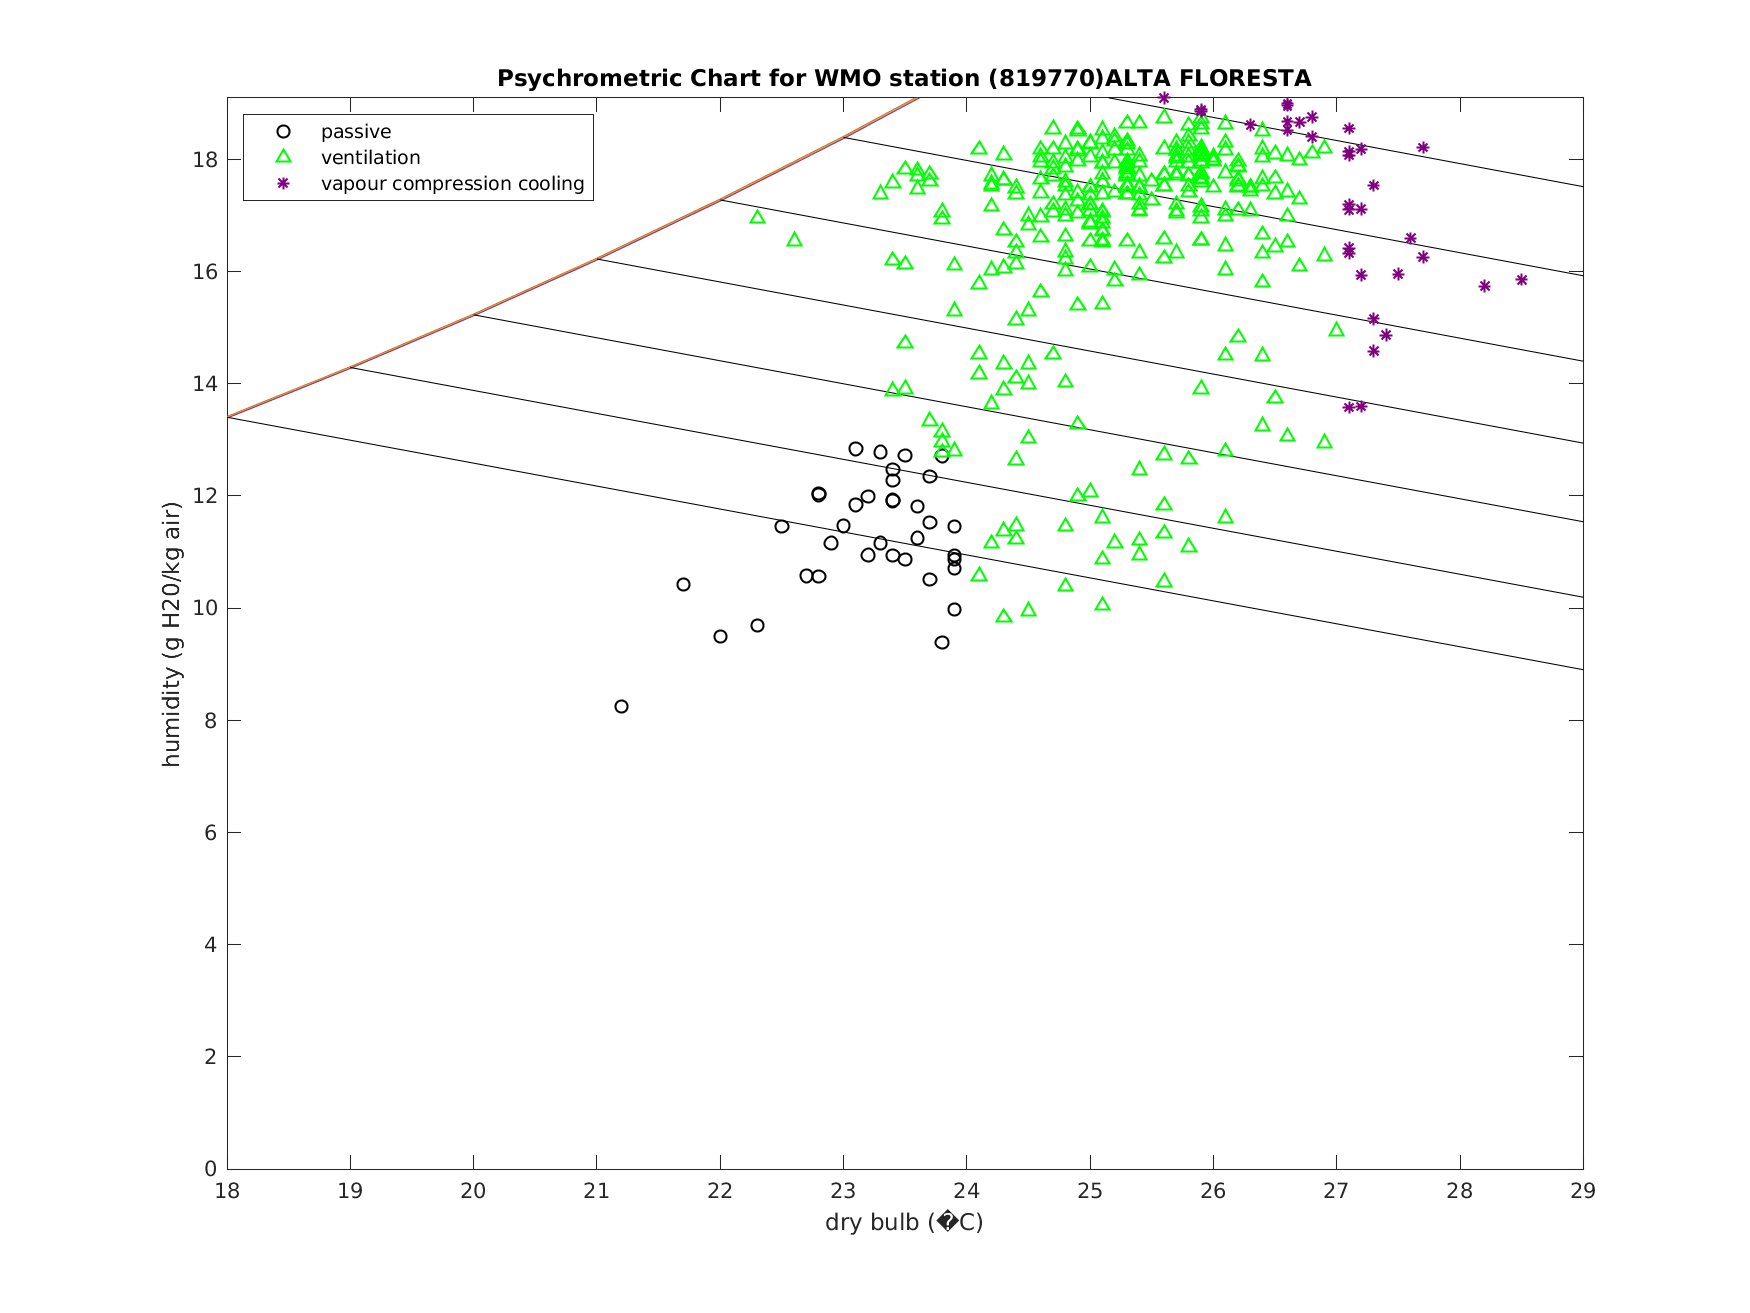 Psychrometric Chart for WMO station (819770)ALTA FLORESTA
passive
ventilation
vapour compression cooling
humidity (g H20/kg air)
18
16
14
12
10
8
6
4
2
0
18 19 20 21 22 23 24 25 26 27 28 29
dry bulb (�C)